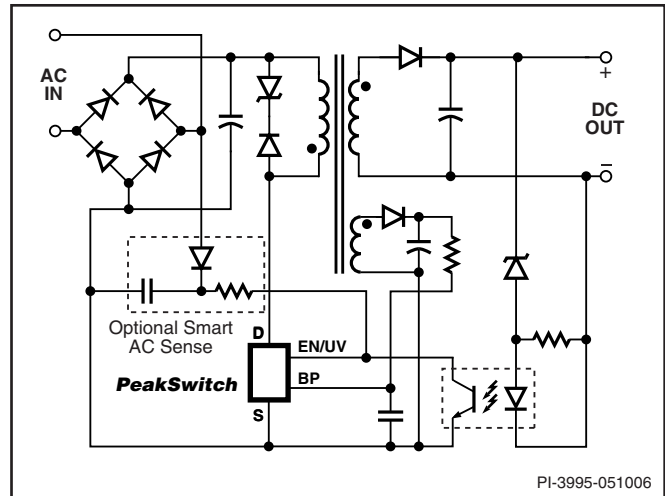 AC
IN
+
DC
OUT
–
Optional Smart
AC Sense
D
EN/UV
PeakSwitch
BP
S
PI-3995-051006